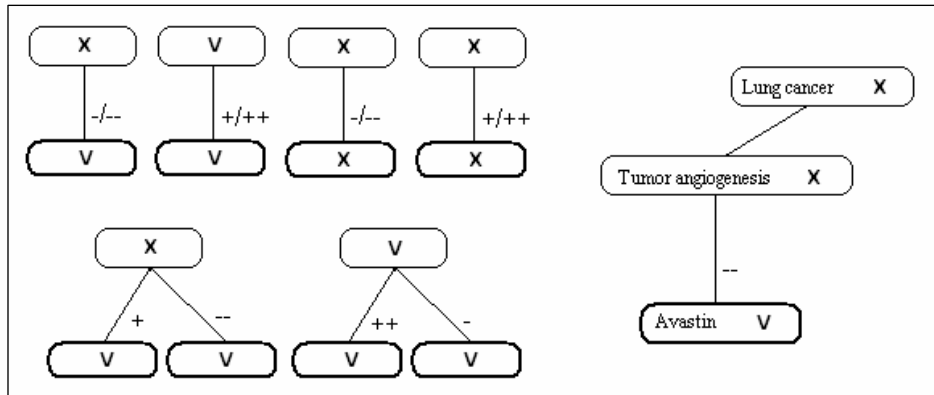 X V X X
-/-- +/++ -/-- +/++
V V X X
X V
+ -- ++ -
V V V V
Lung cancer X
Tumor angiogenesis X
--
Avastin V